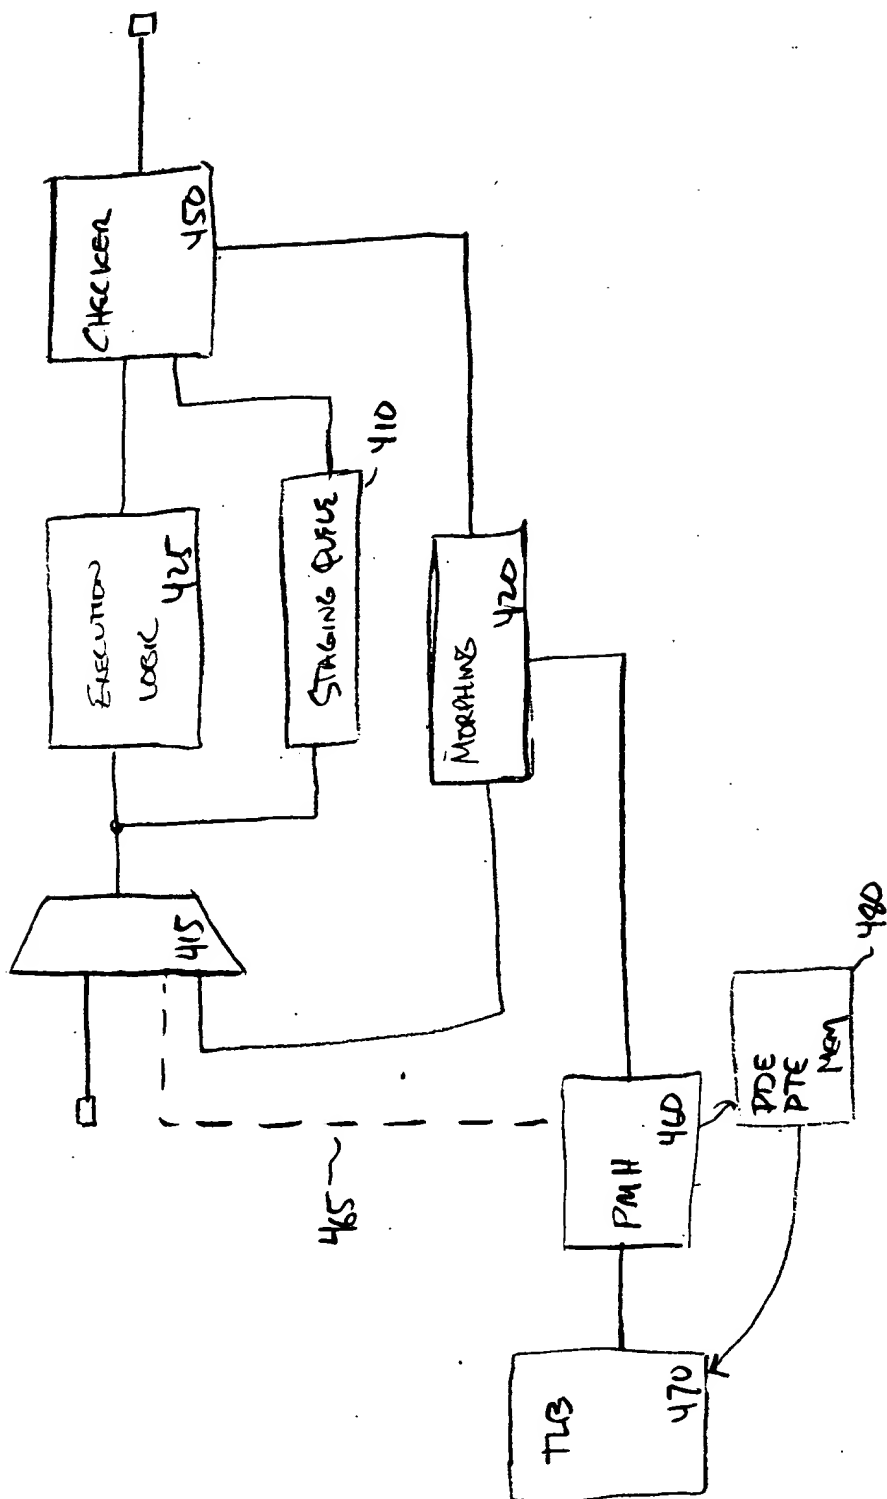 CHECKER
450
EXECUTION
LOGIC
425
STAGING QUEUE
410
MORPHING
420
415
465
PMH
460
PDE
PTE
MEM
480
TLB
470